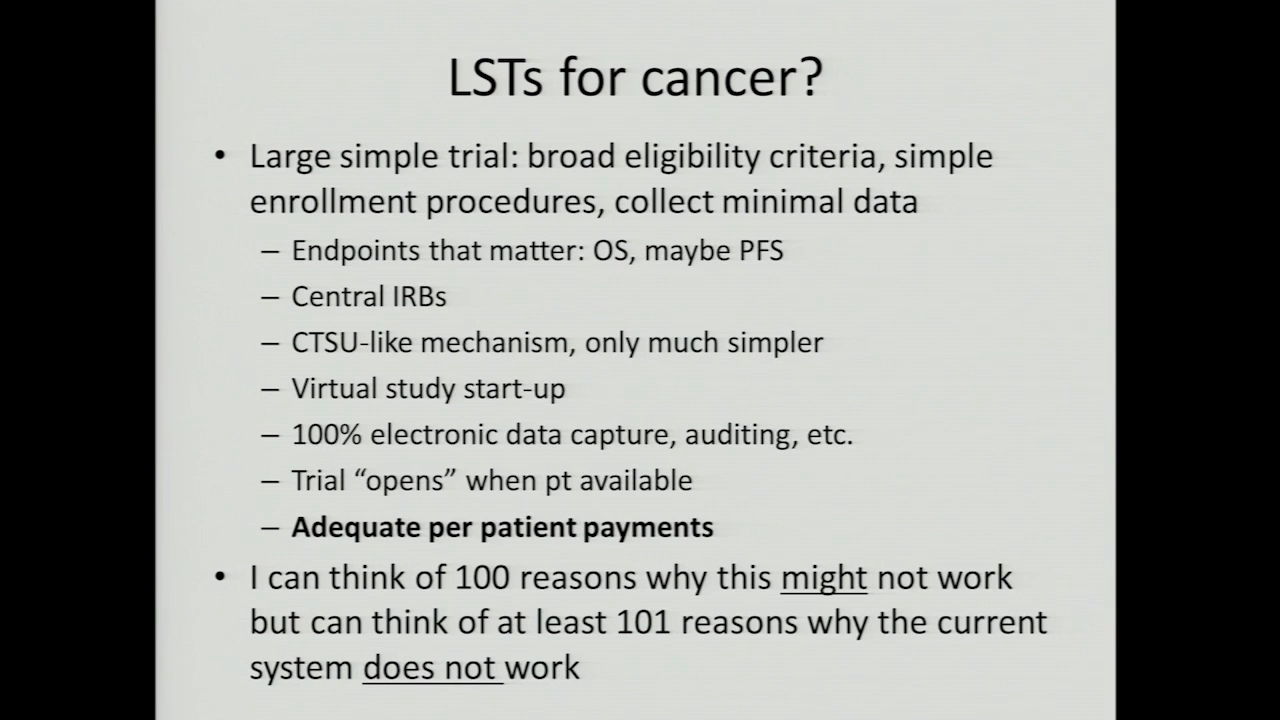 LSTs for cancer?
• Large simple trial: broad eligibility criteria, simple
enrollment procedures, collect minimal data
– Endpoints that matter: OS, maybe PFS
– Central IRBs
– CTSU-like mechanism, only much simpler
– Virtual study start-up
– 100% electronic data capture, auditing, etc.
– Trial “opens” when pt available
– Adequate per patient payments
• I can think of 100 reasons why this might not work
but can think of at least 101 reasons why the current
system does not work